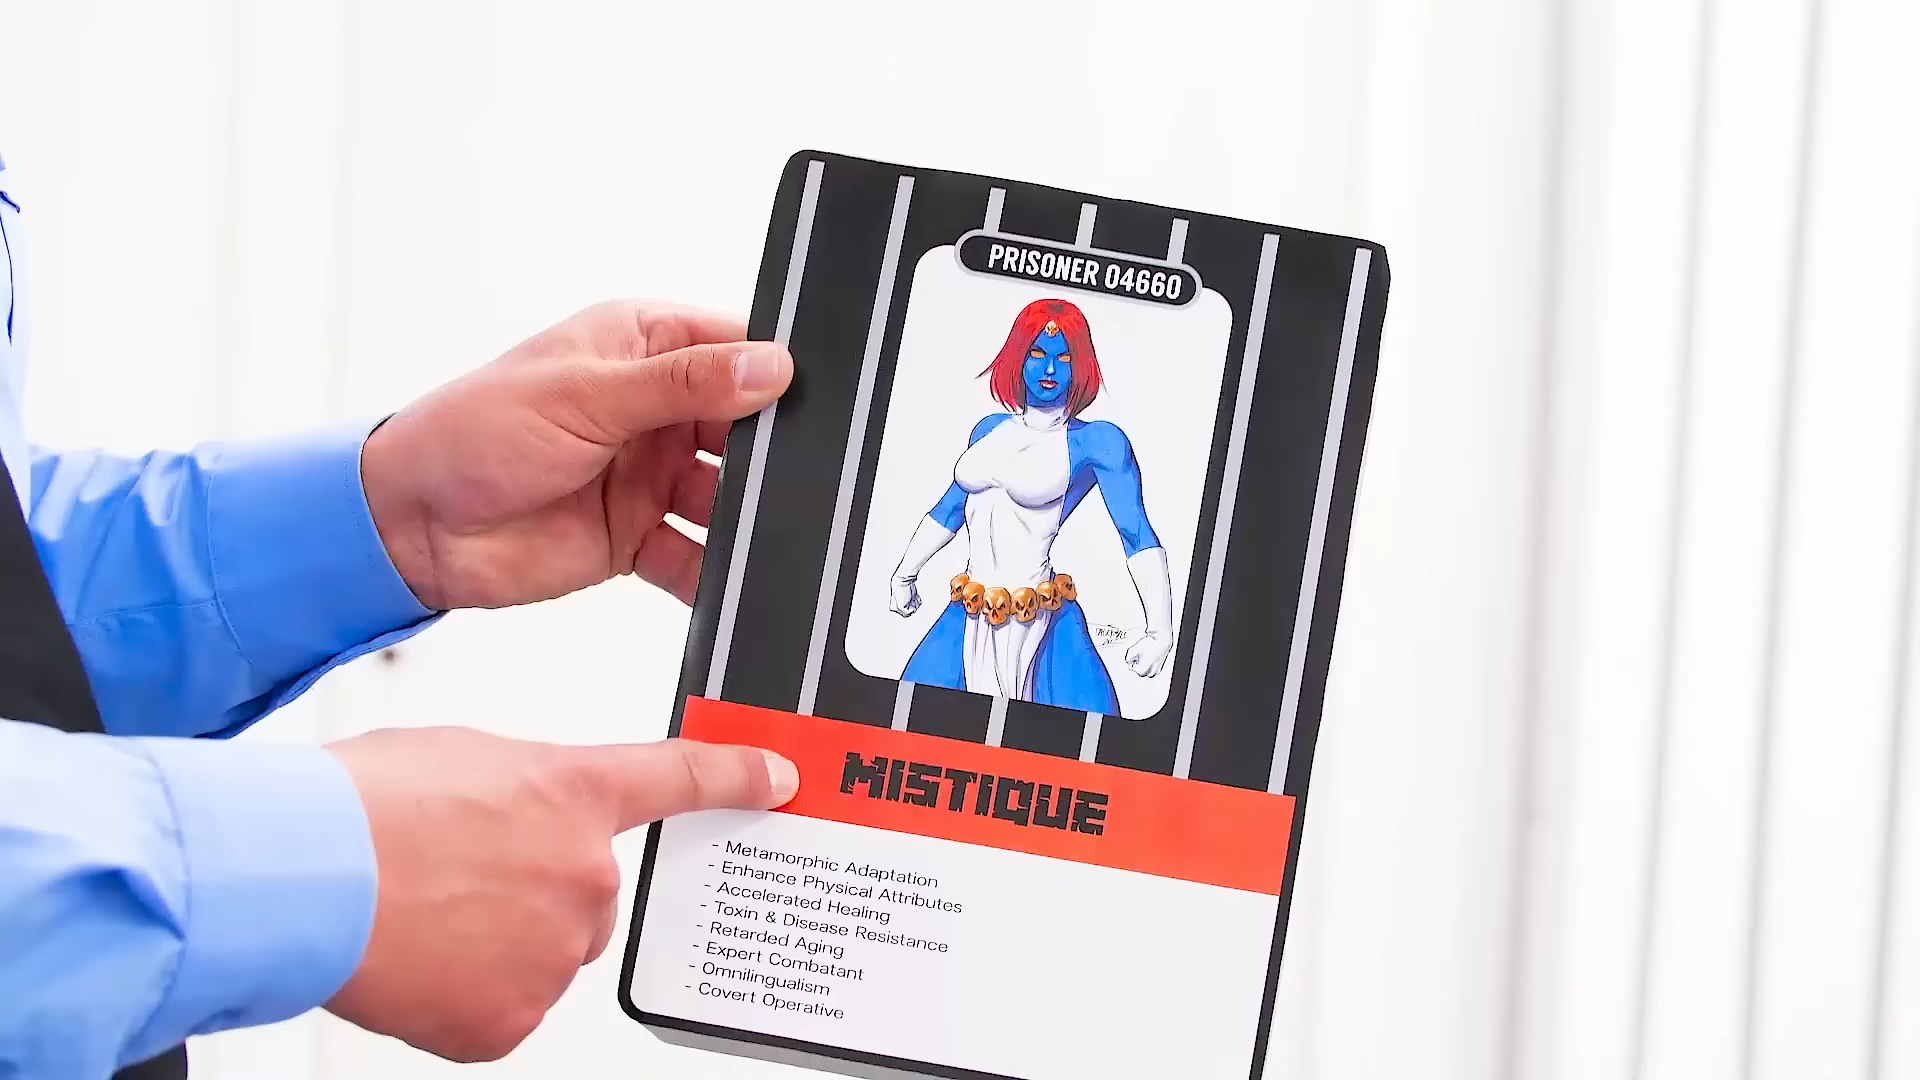 PRISONER 04660
MISTIQUE
- Metamorphic Adaptation
- Enhance Physical Attributes
- Accelerated Healing
- Toxin & Disease Resistance
- Retarded Aging
- Expert Combatant
- Omnilingualism
- Covert Operative